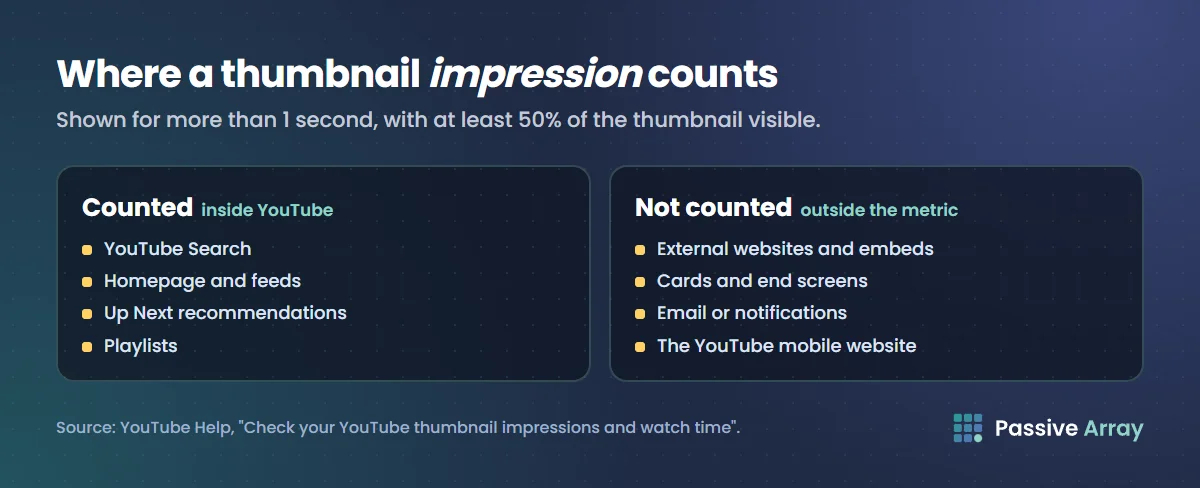 Where a thumbnail impression counts
Shown for more than 1 second, with at least 50% of the thumbnail visible.
Counted inside YouTube
YouTube Search
Homepage and feeds
Up Next recommendations
Playlists
Not counted outside the metric
External websites and embeds
Cards and end screens
Email or notifications
The YouTube mobile website
Source: YouTube Help, "Check your YouTube thumbnail impressions and watch time".
Passive Array